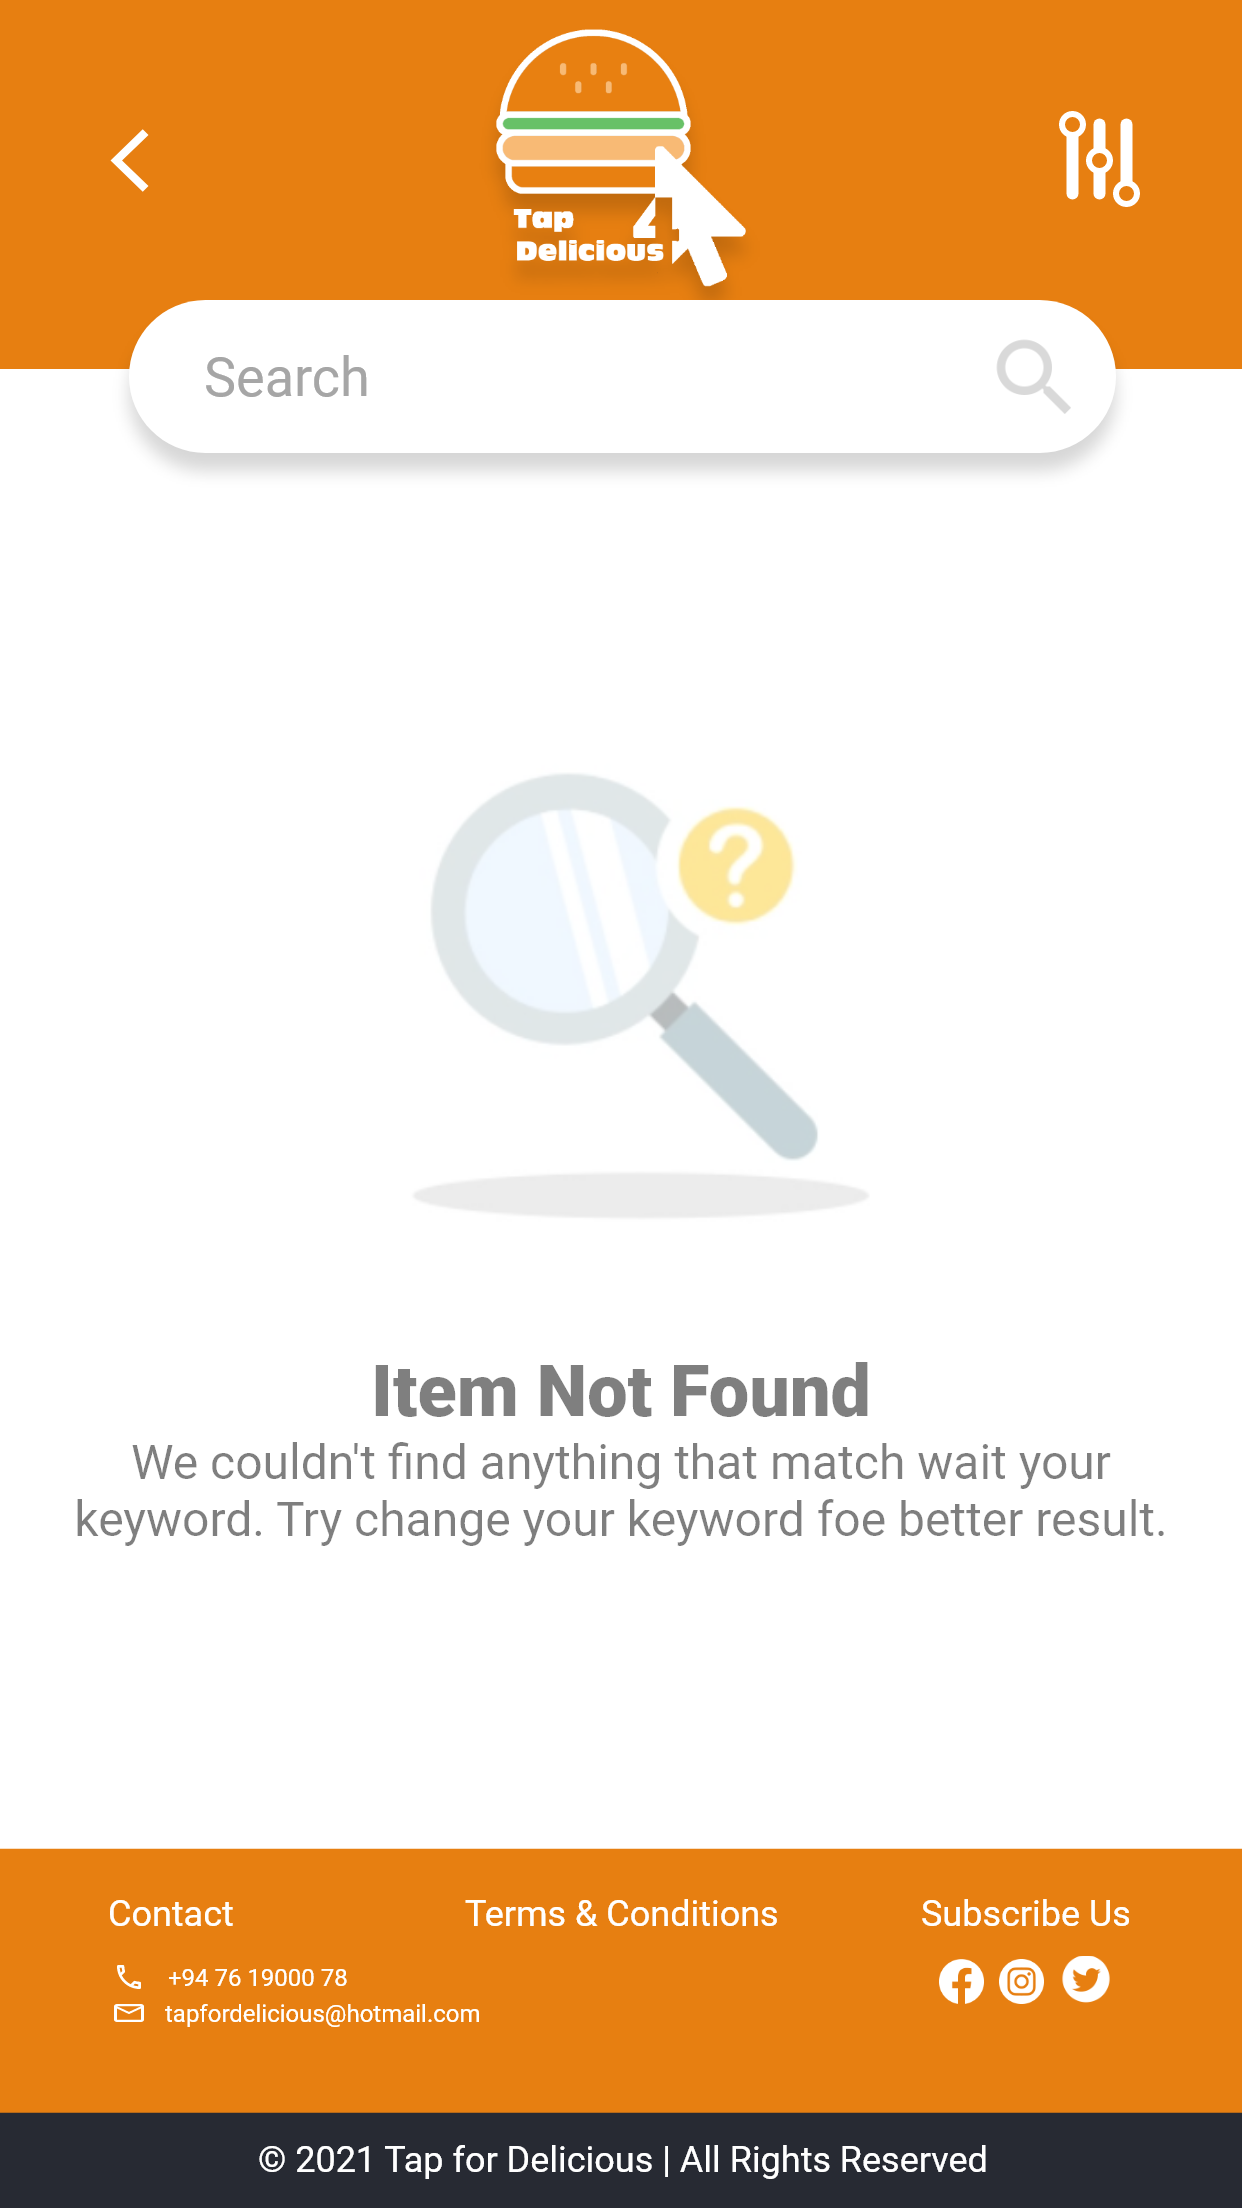 Tap 4
Delicious
Search
Item Not Found
We couldn't find anything that match wait your
keyword. Try change your keyword foe better result.
Contact
Terms & Conditions
Subscribe Us
+94 76 19000 78
tapfordelicious@hotmail.com
© 2021 Tap for Delicious | All Rights Reserved